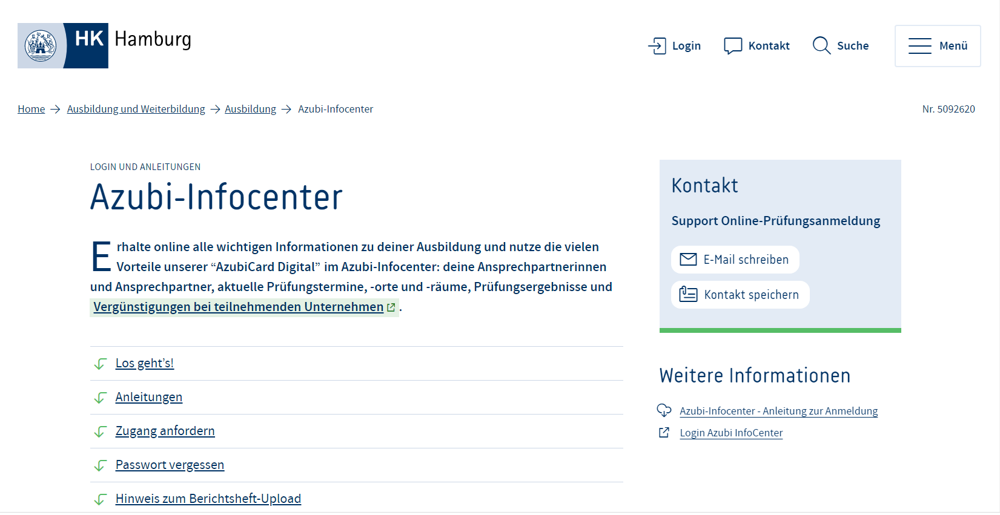 HK Hamburg
Login
Kontakt
Suche
Menü
Home
Ausbildung und Weiterbildung
Ausbildung
Azubi-Infocenter
Nr. 5092620
LOGIN UND ANLEITUNGEN
Azubi-Infocenter
Erhalte online alle wichtigen Informationen zu deiner Ausbildung und nutze die vielen
Vorteile unserer “AzubiCard Digital” im Azubi-Infocenter: deine Ansprechpartnerinnen
und Ansprechpartner, aktuelle Prüfungstermine, -orte und -räume, Prüfungsergebnisse und
Vergünstigungen bei teilnehmenden Unternehmen.
Los geht’s!
Anleitungen
Zugang anfordern
Passwort vergessen
Hinweis zum Berichtsheft-Upload
Kontakt
Support Online-Prüfungsanmeldung
E-Mail schreiben
Kontakt speichern
Weitere Informationen
Azubi-Infocenter - Anleitung zur Anmeldung
Login Azubi InfoCenter